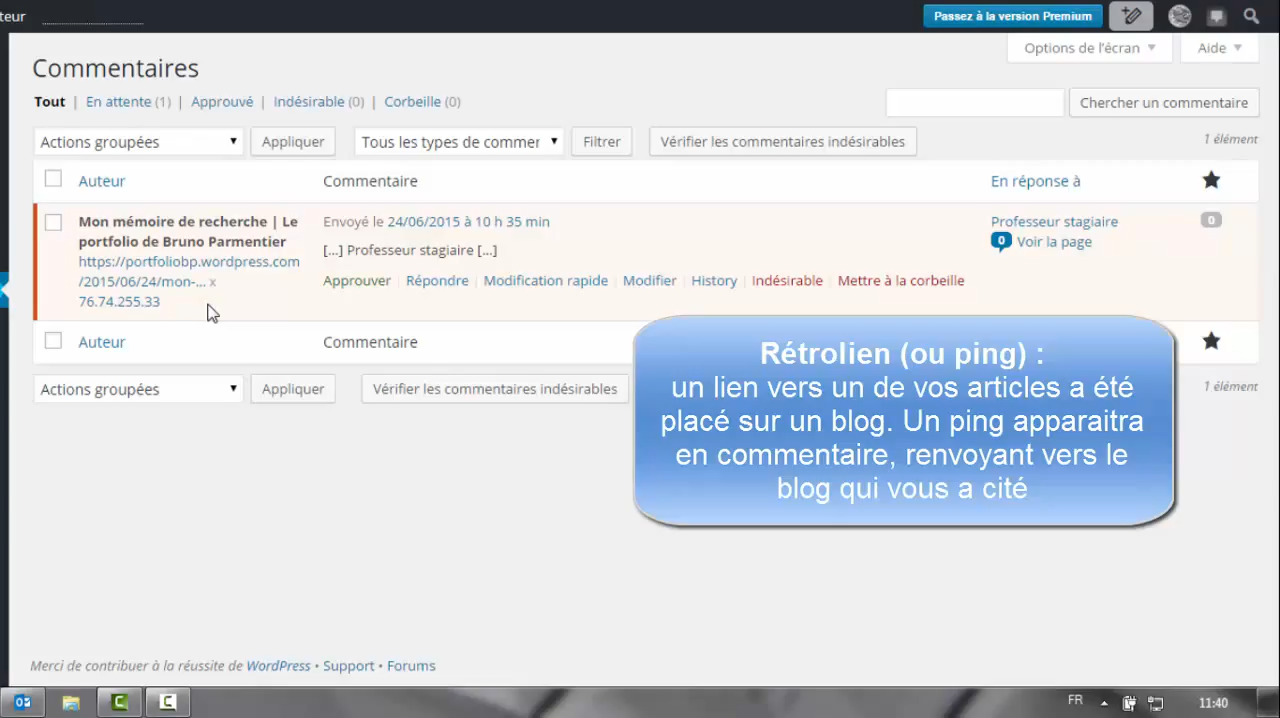 teur
Passez à la version Premium
Options de l'écran ▼ Aide ▼
Commentaires
Tout | En attente (1) | Approuvé | Indésirable (0) | Corbeille (0)
Chercher un commentaire
Actions groupées ▼ Appliquer Tous les types de commer ▼ Filtrer Vérifier les commentaires indésirables 1 élément
Auteur Commentaire En réponse à
Mon mémoire de recherche | Le
portfolio de Bruno Parmentier
https://portfoliobp.wordpress.com
/2015/06/24/mon-... x
76.74.255.33
Envoyé le 24/06/2015 à 10 h 35 min
[...] Professeur stagiaire [...]
Approuver Répondre Modification rapide Modifier History Indésirable Mettre à la corbeille
Professeur stagiaire
0 Voir la page
0
Auteur Commentaire
Actions groupées ▼ Appliquer Vérifier les commentaires indésirables 1 élément
Rétrolien (ou ping) :
un lien vers un de vos articles a été
placé sur un blog. Un ping apparaitra
en commentaire, renvoyant vers le
blog qui vous a cité
Merci de contribuer à la réussite de WordPress • Support • Forums
FR 11:40